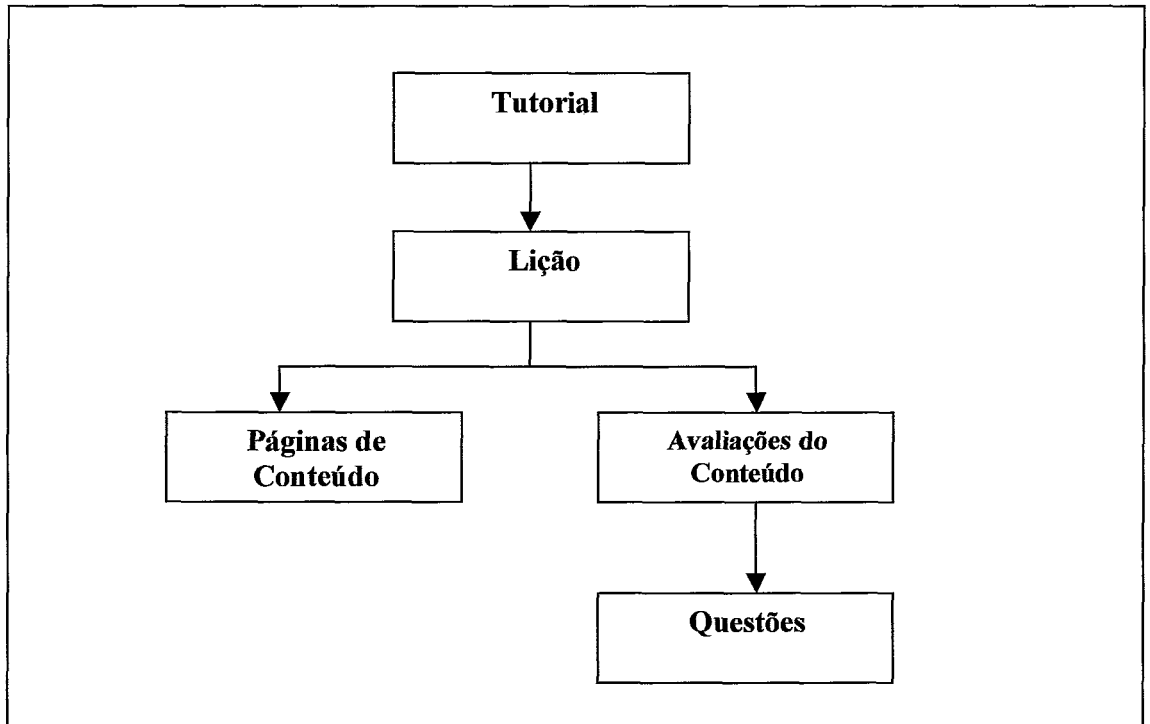 Tutorial
Lição
Páginas de
Conteúdo
Avaliações do
Conteúdo
Questões